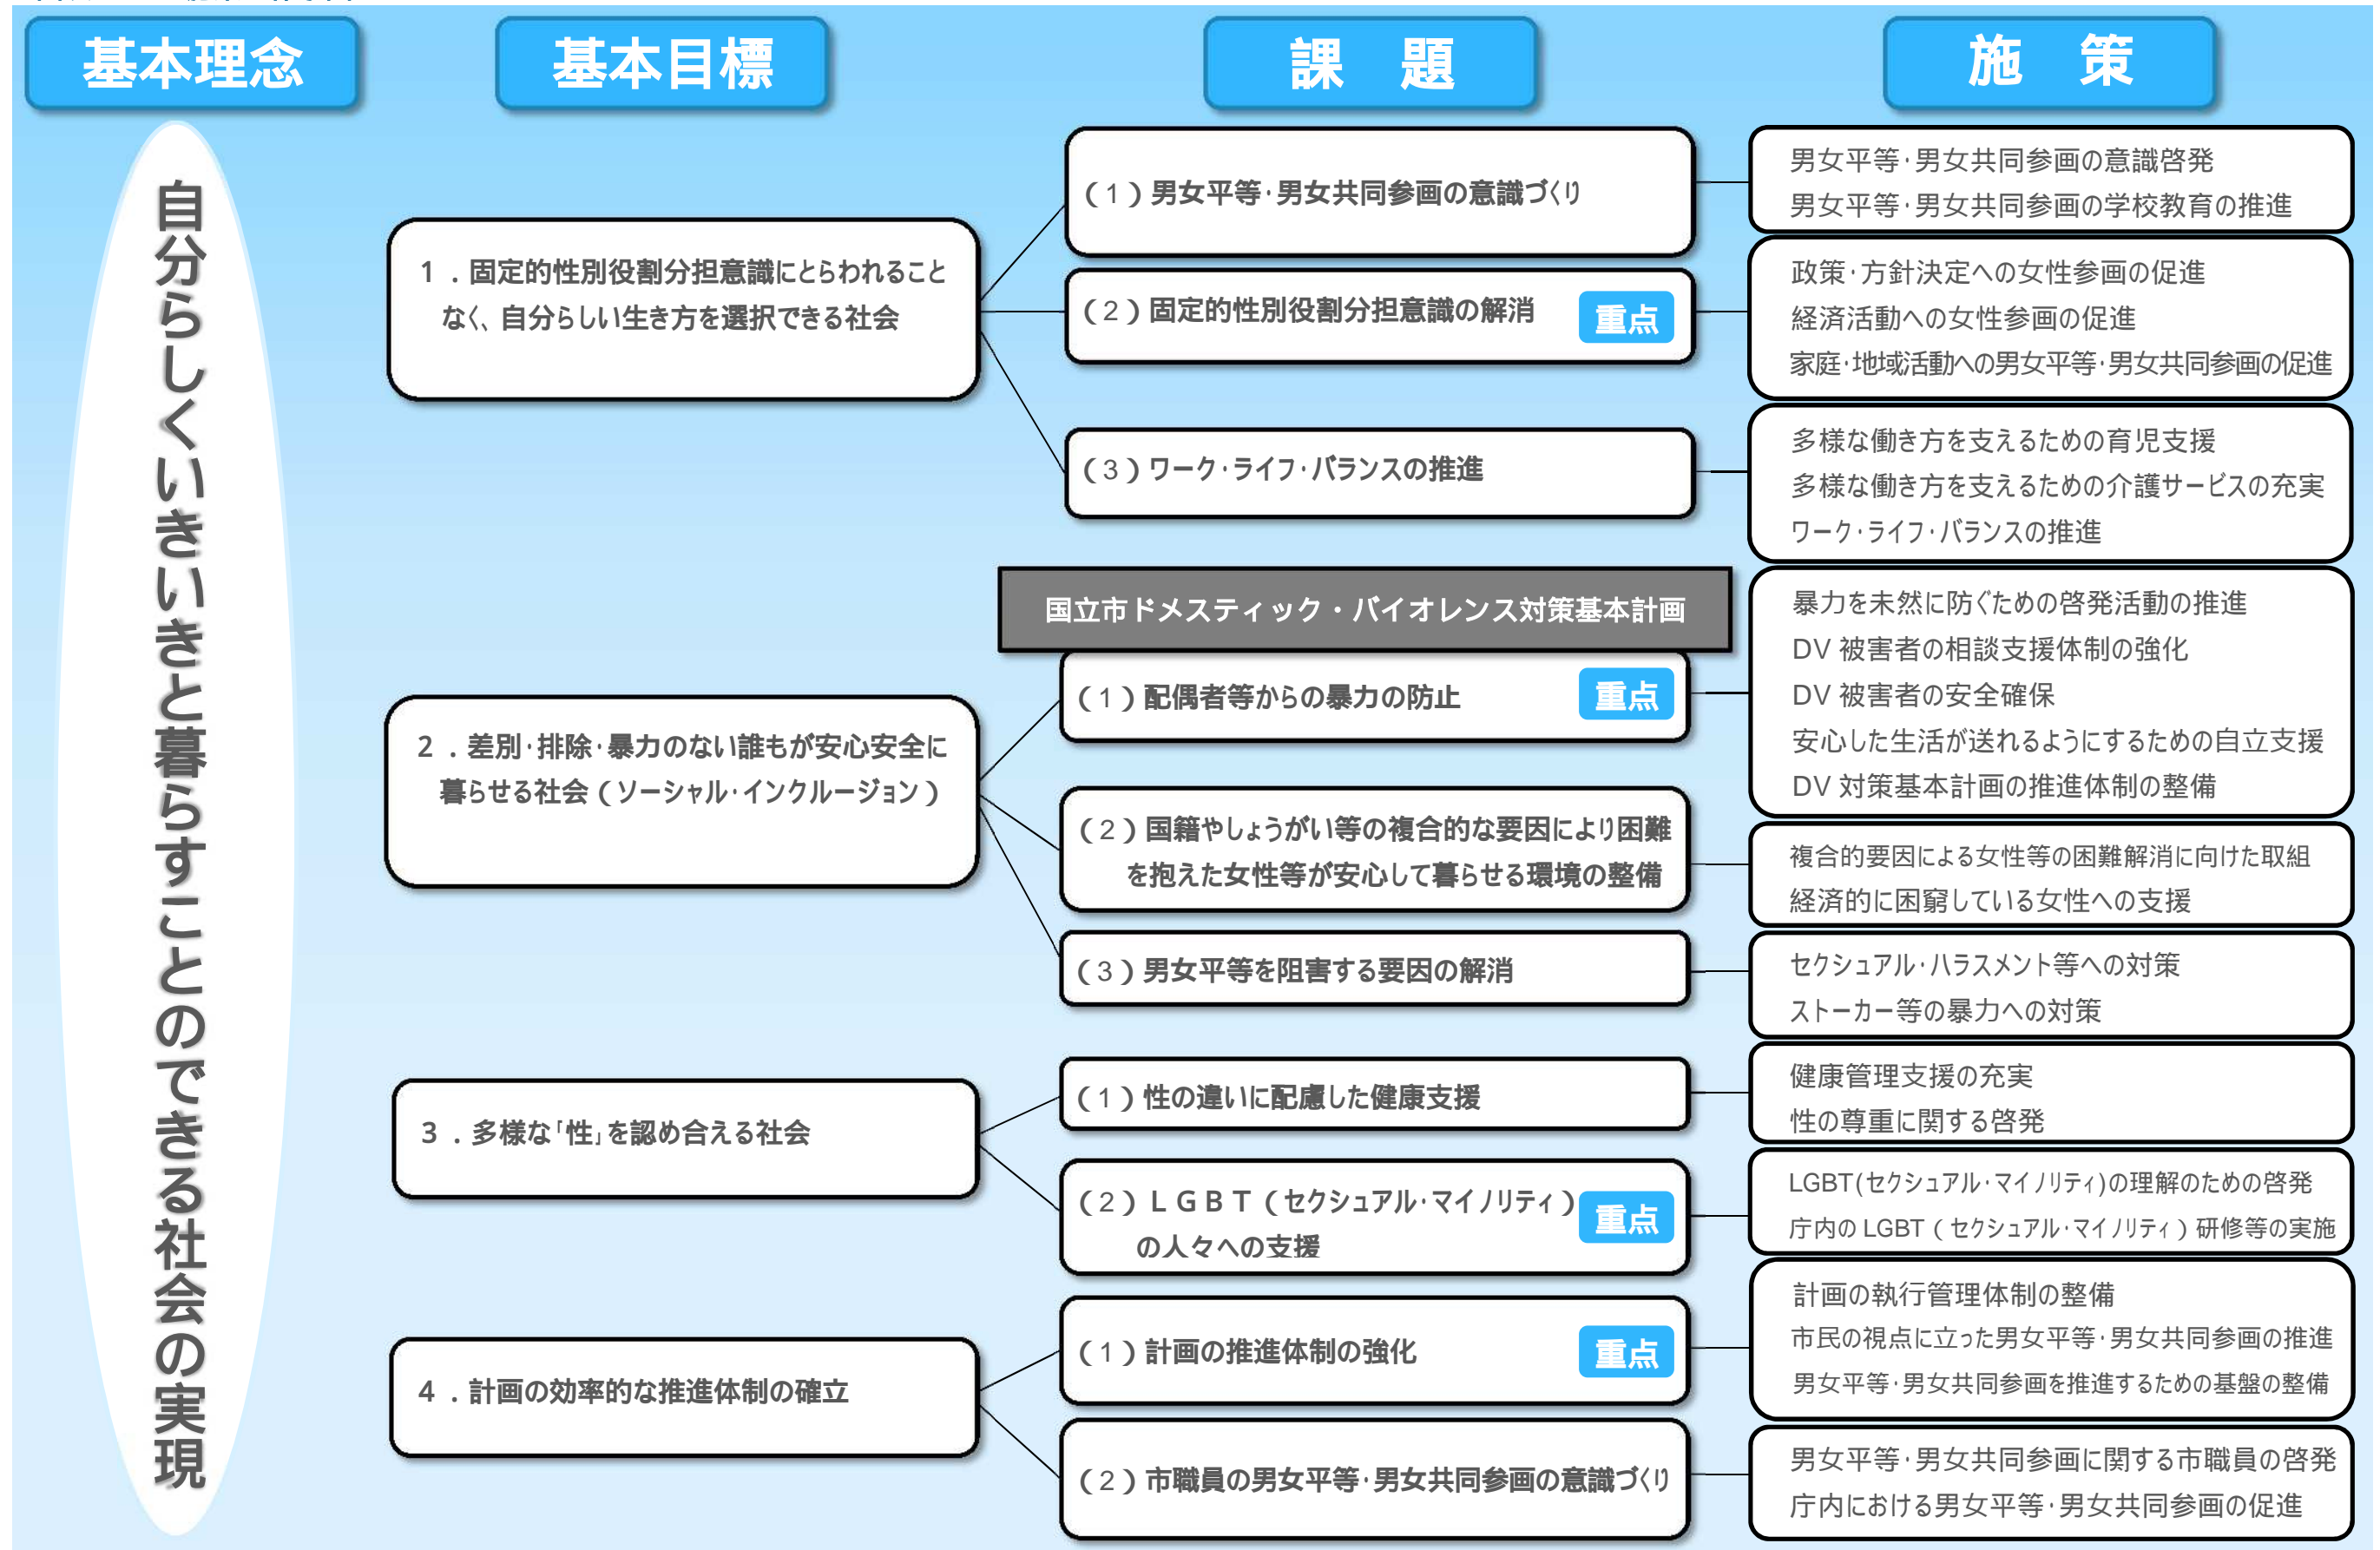 基本理念
基本目標
課 題
施 策
自分らしくいきいきと暮らすことのできる社会の実現
1．固定的性別役割分担意識にとらわれること
なく、自分らしい生き方を選択できる社会
(1)男女平等･男女共同参画の意識づくり
男女平等･男女共同参画の意識啓発
男女平等･男女共同参画の学校教育の推進
(2)固定的性別役割分担意識の解消
重点
政策･方針決定への女性参画の促進
経済活動への女性参画の促進
家庭･地域活動への男女平等･男女共同参画の促進
(3)ワーク･ライフ･バランスの推進
多様な働き方を支えるための育児支援
多様な働き方を支えるための介護サービスの充実
ワーク･ライフ･バランスの推進
国立市ドメスティック・バイオレンス対策基本計画
2．差別･排除･暴力のない誰もが安心安全に
暮らせる社会(ソーシャル･インクルージョン)
(1)配偶者等からの暴力の防止
重点
暴力を未然に防ぐための啓発活動の推進
DV 被害者の相談支援体制の強化
DV 被害者の安全確保
安心した生活が送れるようにするための自立支援
DV 対策基本計画の推進体制の整備
(2)国籍やしょうがい等の複合的な要因により困難
を抱えた女性等が安心して暮らせる環境の整備
複合的要因による女性等の困難解消に向けた取組
経済的に困窮している女性への支援
(3)男女平等を阻害する要因の解消
セクシュアル･ハラスメント等への対策
ストーカー等の暴力への対策
3．多様な｢性｣を認め合える社会
(1)性の違いに配慮した健康支援
健康管理支援の充実
性の尊重に関する啓発
(2)ＬＧＢＴ(セクシュアル･マイノリティ)
の人々への支援
重点
LGBT(セクシュアル･マイノリティ)の理解のための啓発
庁内の LGBT(セクシュアル･マイノリティ)研修等の実施
4．計画の効率的な推進体制の確立
(1)計画の推進体制の強化
重点
計画の執行管理体制の整備
市民の視点に立った男女平等･男女共同参画の推進
男女平等･男女共同参画を推進するための基盤の整備
(2)市職員の男女平等･男女共同参画の意識づくり
男女平等･男女共同参画に関する市職員の啓発
庁内における男女平等･男女共同参画の促進